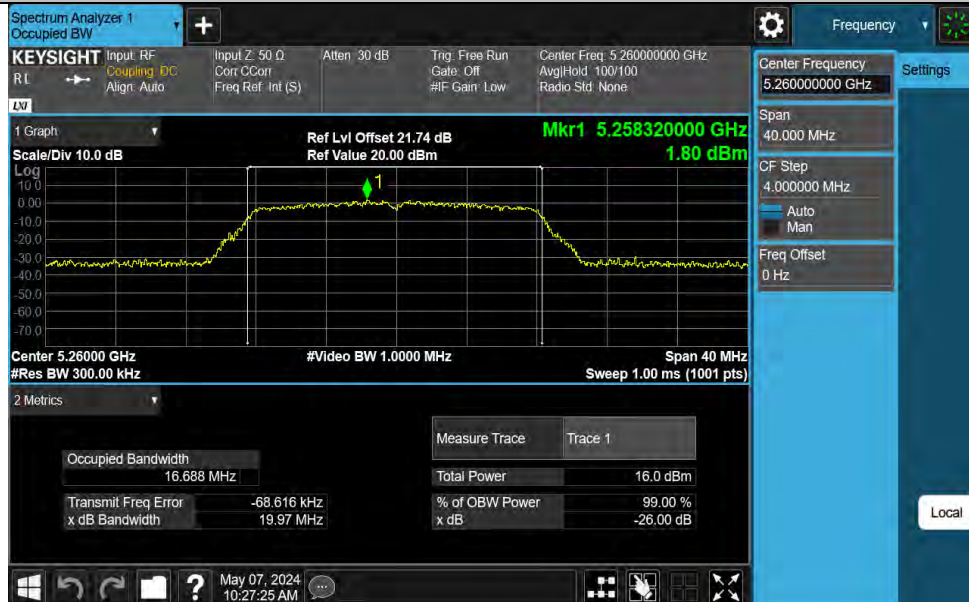 Spectrum Analyzer 1
Occupied BW
+
Frequency
KEYSIGHT
RL
LXI
Input: RF
Coupling: DC
Align: Auto
Input Z: 50 Ω
Corr CCorr
Freq Ref: Int (S)
Atten: 30 dB
Trig: Free Run
Gate: Off
#IF Gain: Low
Center Freq: 5.260000000 GHz
Avg|Hold: 100/100
Radio Std: None
Center Frequency
5.260000000 GHz
Settings
Span
40.000 MHz
CF Step
4.000000 MHz
Auto
Man
Freq Offset
0 Hz
Local
1 Graph
Scale/Div 10.0 dB
Ref Lvl Offset 21.74 dB
Ref Value 20.00 dBm
Mkr1 5.258320000 GHz
1.80 dBm
Log
10.0
0.00
-10.0
-20.0
-30.0
-40.0
-50.0
-60.0
-70.0
1
Center 5.26000 GHz
#Video BW 1.0000 MHz
Span 40 MHz
#Res BW 300.00 kHz
Sweep 1.00 ms (1001 pts)
2 Metrics
Measure Trace Trace 1
Occupied Bandwidth
16.688 MHz
Total Power 16.0 dBm
Transmit Freq Error -68.616 kHz
% of OBW Power 99.00 %
x dB Bandwidth 19.97 MHz
x dB -26.00 dB
?
May 07, 2024
10:27:25 AM